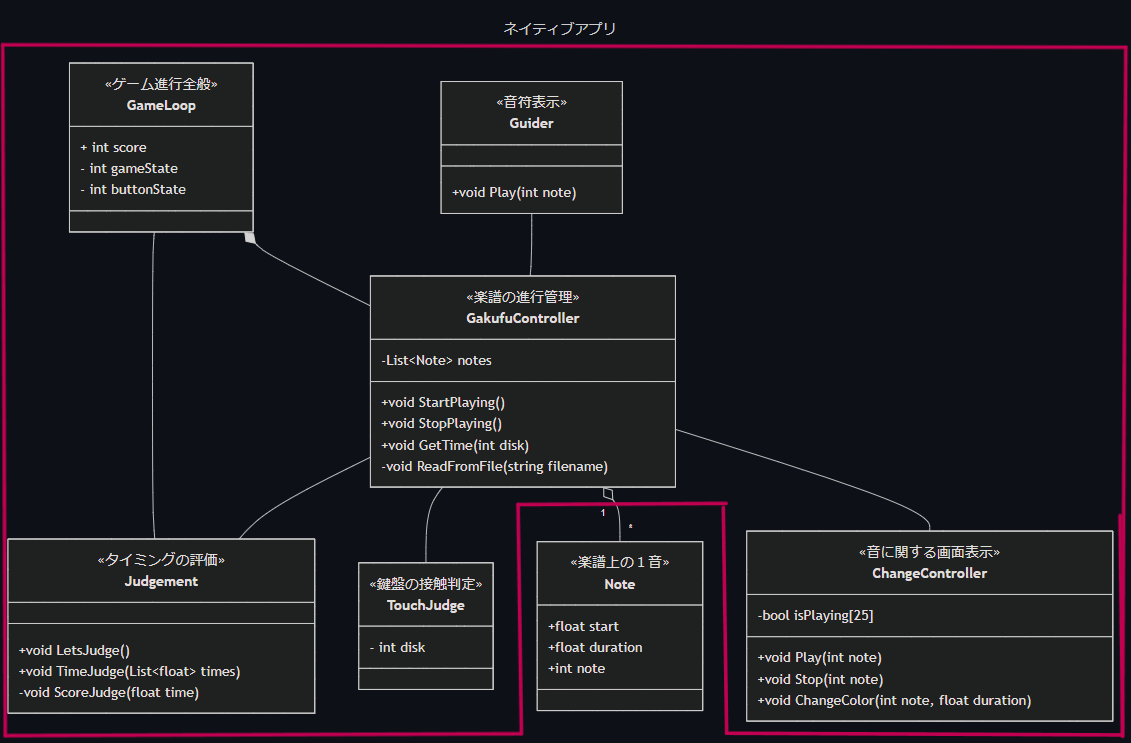 ネイティブアプリ
«ゲーム進行全般»
GameLoop
+ int score
- int gameState
- int buttonState
«音符表示»
Guider
+void Play(int note)
«楽譜の進行管理»
GakufuController
-List<Note> notes
+void StartPlaying()
+void StopPlaying()
+void GetTime(int disk)
-void ReadFromFile(string filename)
1
*
«タイミングの評価»
Judgement
+void LetsJudge()
+void TimeJudge(List<float> times)
-void ScoreJudge(float time)
«鍵盤の接触判定»
TouchJudge
- int disk
«楽譜上の１音»
Note
+float start
+float duration
+int note
«音に関する画面表示»
ChangeController
-bool isPlaying[25]
+void Play(int note)
+void Stop(int note)
+void ChangeColor(int note, float duration)